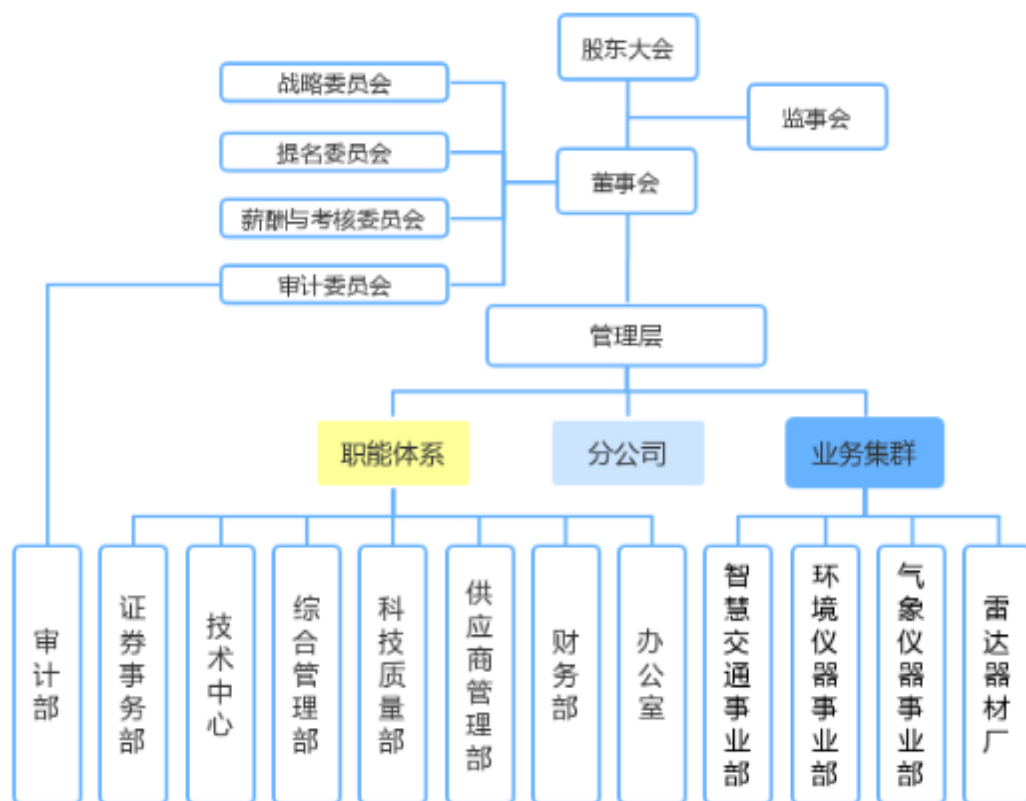 股东大会
战略委员会
监事会
提名委员会
董事会
薪酬与考核委员会
审计委员会
管理层
职能体系
分公司
业务集群
审计部
证券事务部
技术中心
综合管理部
科技质量部
供应商管理部
财务部
办公室
智慧交通事业部
环境仪器事业部
气象仪器事业部
雷达器材厂